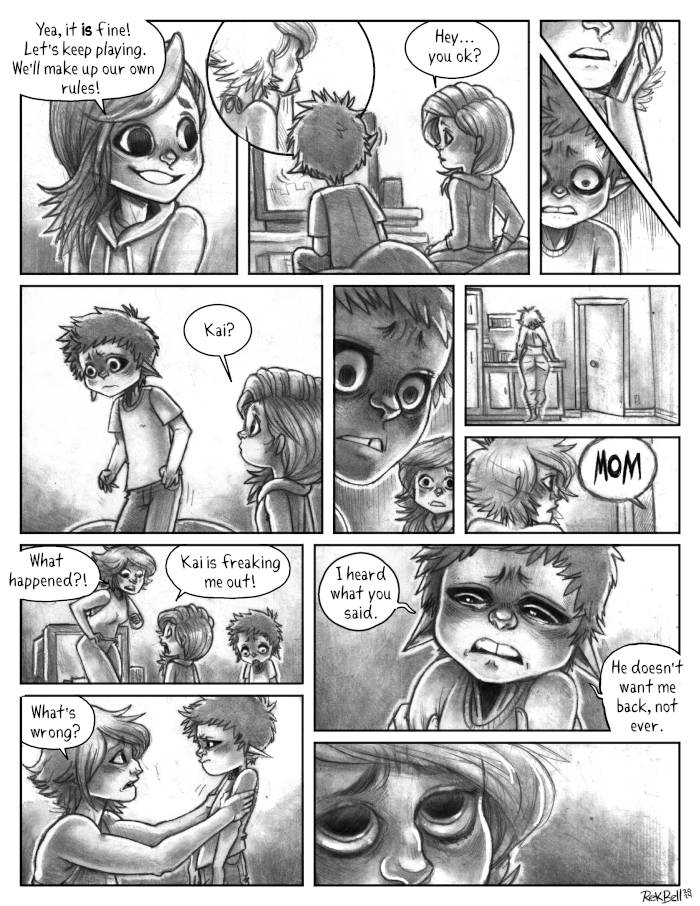 Yea, it is fine!
Let's keep playing.
We'll make up our own
rules!
Hey...
you ok?
Kai?
MOM
What
happened?!
Kai is freaking
me out!
I heard
what you
said.
He doesn't
want me
back, not
ever.
What's
wrong?
RekBell